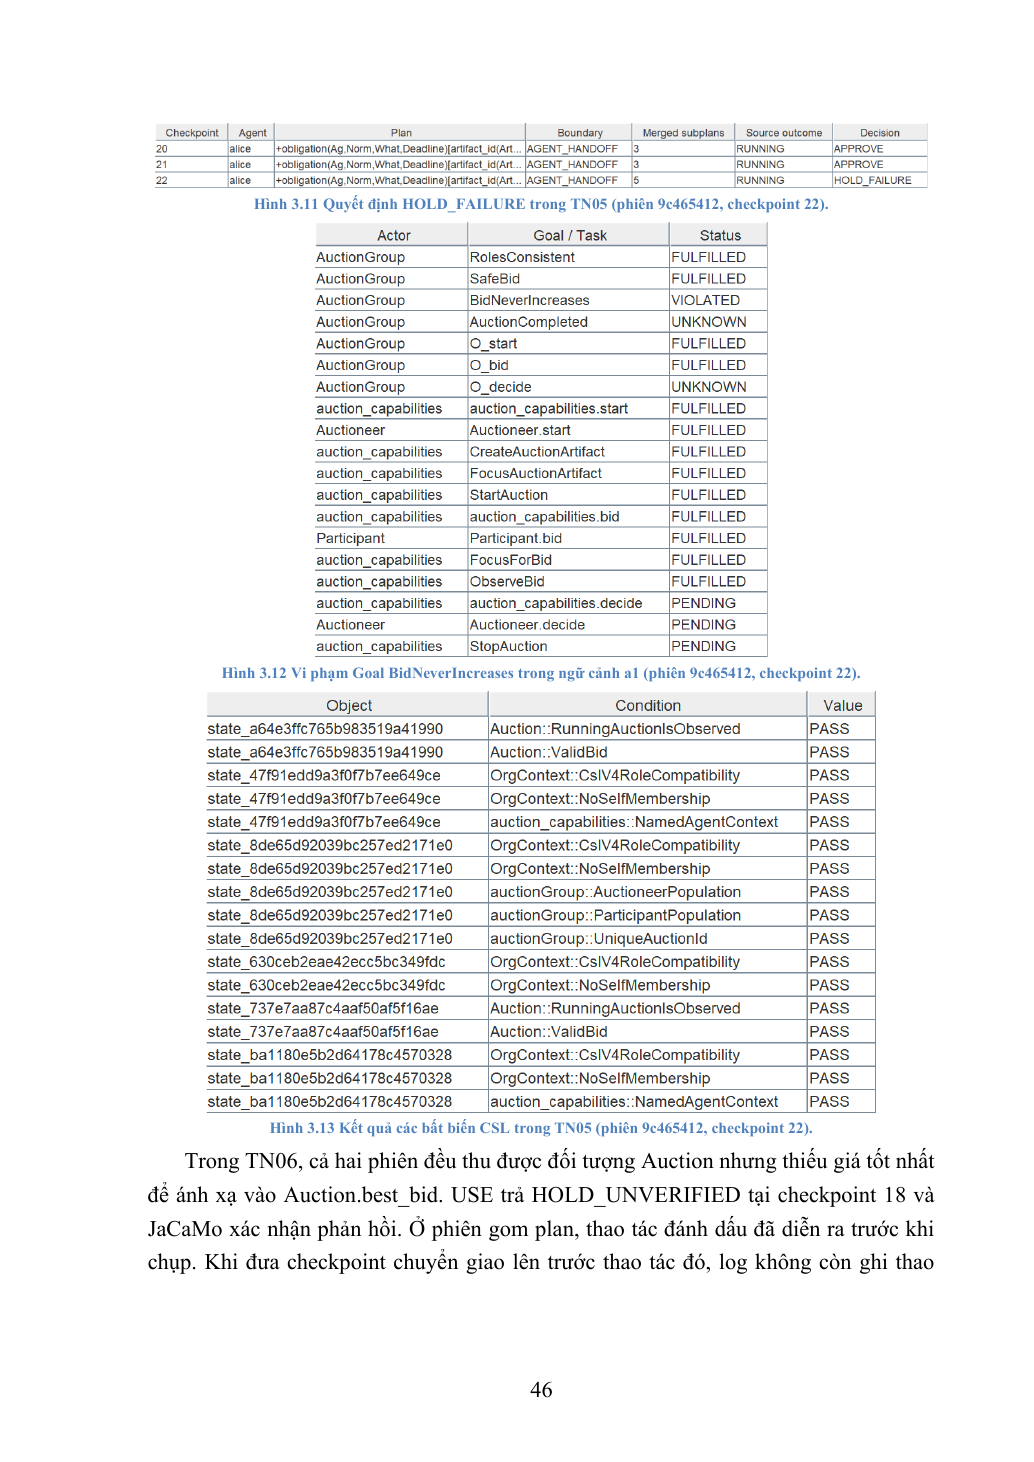 Checkpoint Agent Plan Boundary Merged subplans Source outcome Decision
20 alice +obligation(Ag,Norm,What,Deadline)[artifact_id(Art... AGENT_HANDOFF 3 RUNNING APPROVE
21 alice +obligation(Ag,Norm,What,Deadline)[artifact_id(Art... AGENT_HANDOFF 3 RUNNING APPROVE
22 alice +obligation(Ag,Norm,What,Deadline)[artifact_id(Art... AGENT_HANDOFF 5 RUNNING HOLD_FAILURE
Hình 3.11 Quyết định HOLD_FAILURE trong TN05 (phiên 9c465412, checkpoint 22).
Actor Goal / Task Status
AuctionGroup RolesConsistent FULFILLED
AuctionGroup SafeBid FULFILLED
AuctionGroup BidNeverIncreases VIOLATED
AuctionGroup AuctionCompleted UNKNOWN
AuctionGroup O_start FULFILLED
AuctionGroup O_bid FULFILLED
AuctionGroup O_decide UNKNOWN
auction_capabilities auction_capabilities.start FULFILLED
Auctioneer Auctioneer.start FULFILLED
auction_capabilities CreateAuctionArtifact FULFILLED
auction_capabilities FocusAuctionArtifact FULFILLED
auction_capabilities StartAuction FULFILLED
auction_capabilities auction_capabilities.bid FULFILLED
Participant Participant.bid FULFILLED
auction_capabilities FocusForBid FULFILLED
auction_capabilities ObserveBid FULFILLED
auction_capabilities auction_capabilities.decide PENDING
Auctioneer Auctioneer.decide PENDING
auction_capabilities StopAuction PENDING
Hình 3.12 Vi phạm Goal BidNeverIncreases trong ngữ cảnh a1 (phiên 9c465412, checkpoint 22).
Object Condition Value
state_a64e3ffc765b983519a41990 Auction::RunningAuctionIsObserved PASS
state_a64e3ffc765b983519a41990 Auction::ValidBid PASS
state_47f91edd9a3f0f7b7ee649ce OrgContext::CslV4RoleCompatibility PASS
state_47f91edd9a3f0f7b7ee649ce OrgContext::NoSelfMembership PASS
state_47f91edd9a3f0f7b7ee649ce auction_capabilities::NamedAgentContext PASS
state_8de65d92039bc257ed2171e0 OrgContext::CslV4RoleCompatibility PASS
state_8de65d92039bc257ed2171e0 OrgContext::NoSelfMembership PASS
state_8de65d92039bc257ed2171e0 auctionGroup::AuctioneerPopulation PASS
state_8de65d92039bc257ed2171e0 auctionGroup::ParticipantPopulation PASS
state_8de65d92039bc257ed2171e0 auctionGroup::UniqueAuctionId PASS
state_630ceb2eae42ecc5bc349fdc OrgContext::CslV4RoleCompatibility PASS
state_630ceb2eae42ecc5bc349fdc OrgContext::NoSelfMembership PASS
state_737e7aa87c4aaf50af5f16ae Auction::RunningAuctionIsObserved PASS
state_737e7aa87c4aaf50af5f16ae Auction::ValidBid PASS
state_ba1180e5b2d64178c4570328 OrgContext::CslV4RoleCompatibility PASS
state_ba1180e5b2d64178c4570328 OrgContext::NoSelfMembership PASS
state_ba1180e5b2d64178c4570328 auction_capabilities::NamedAgentContext PASS
Hình 3.13 Kết quả các bất biến CSL trong TN05 (phiên 9c465412, checkpoint 22).
Trong TN06, cả hai phiên đều thu được đối tượng Auction nhưng thiếu giá tốt nhất
để ánh xạ vào Auction.best_bid. USE trả HOLD_UNVERIFIED tại checkpoint 18 và
JaCaMo xác nhận phản hồi. Ở phiên gom plan, thao tác đánh dấu đã diễn ra trước khi
chụp. Khi đưa checkpoint chuyển giao lên trước thao tác đó, log không còn ghi thao
46